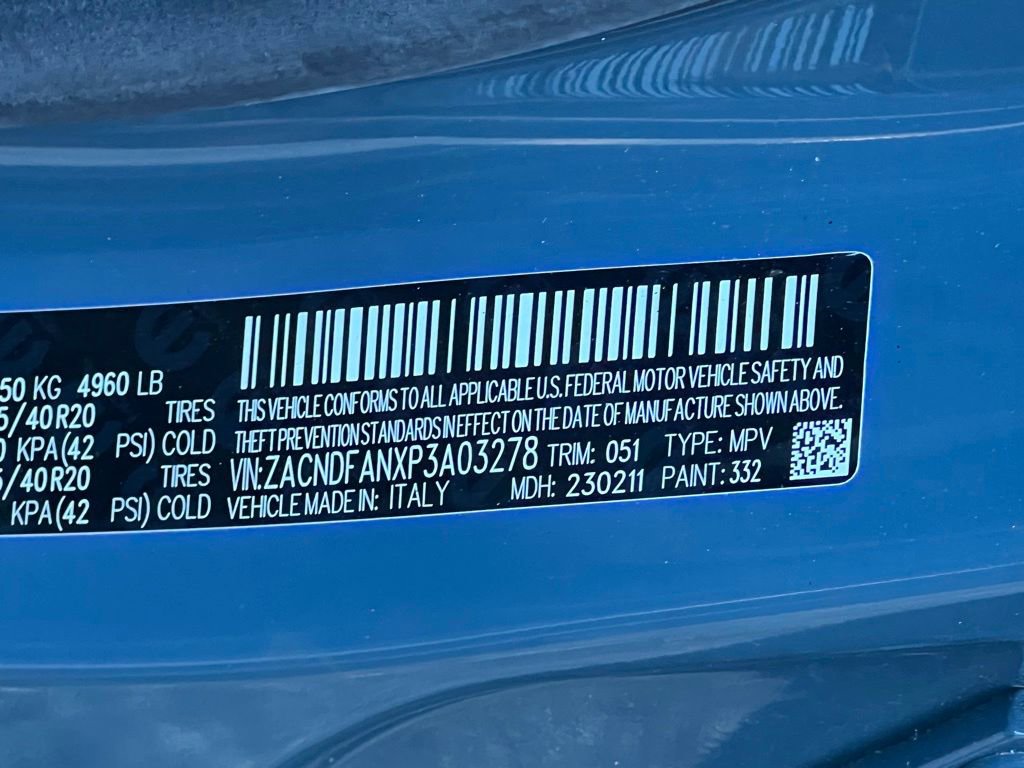 50 KG 4960 LB
5/40R20 TIRES
0 KPA(42 PSI) COLD
5/40R20 TIRES
KPA(42 PSI) COLD
THIS VEHICLE CONFORMS TO ALL APPLICABLE U.S. FEDERAL MOTOR VEHICLE SAFETY AND
THEFT PREVENTION STANDARDS IN EFFECT ON THE DATE OF MANUFACTURE SHOWN ABOVE.
VIN:ZACNDFANXP3A03278 TRIM: 051 TYPE: MPV
VEHICLE MADE IN: ITALY MDH: 230211 PAINT: 332